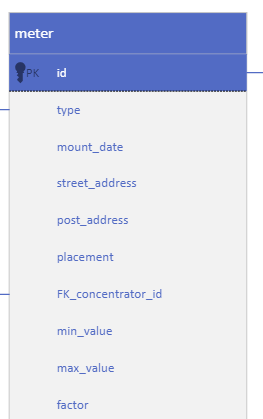 meter
PK id
type
mount_date
street_address
post_address
placement
FK_concentrator_id
min_value
max_value
factor